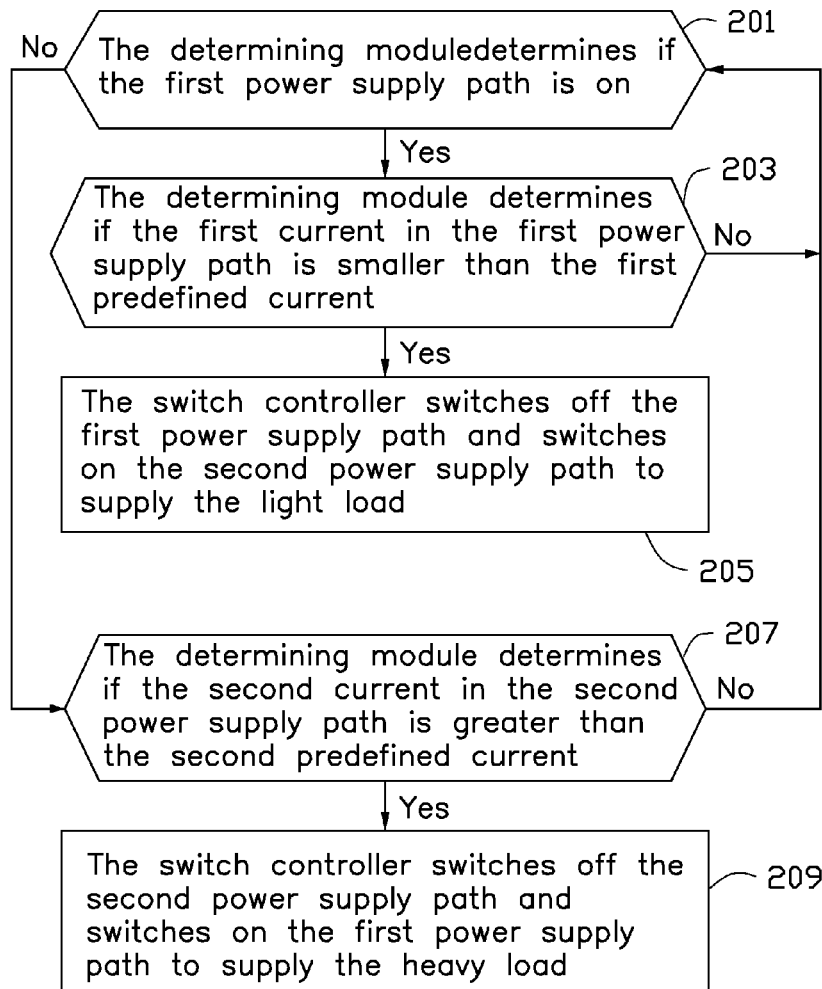 No
The determining moduledetermines if
the first power supply path is on
201
Yes
The determining module determines
if the first current in the first power
supply path is smaller than the first
predefined current
203
No
Yes
The switch controller switches off the
first power supply path and switches
on the second power supply path to
supply the light load
205
The determining module determines
if the second current in the second
power supply path is greater than
the second predefined current
207
No
Yes
The switch controller switches off the
second power supply path and
switches on the first power supply
path to supply the heavy load
209